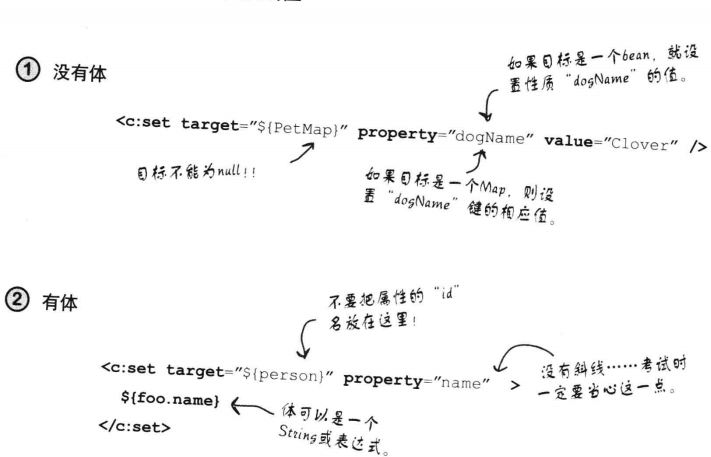 ① 没有体
如果目标是一个bean，就设
置性质“dogName”的值。
<c:set target="${PetMap}" property="dogName" value="Clover" />
目标不能为null!!
如果目标是一个Map，则设
置“dogName”键的相应值。
② 有体
不要把属性的“id”
名放在这里！
<c:set target="${person}" property="name" >
没有斜线……考试时
一定要当心这一点。
${foo.name}
体可以是一个
String或表达式。
</c:set>